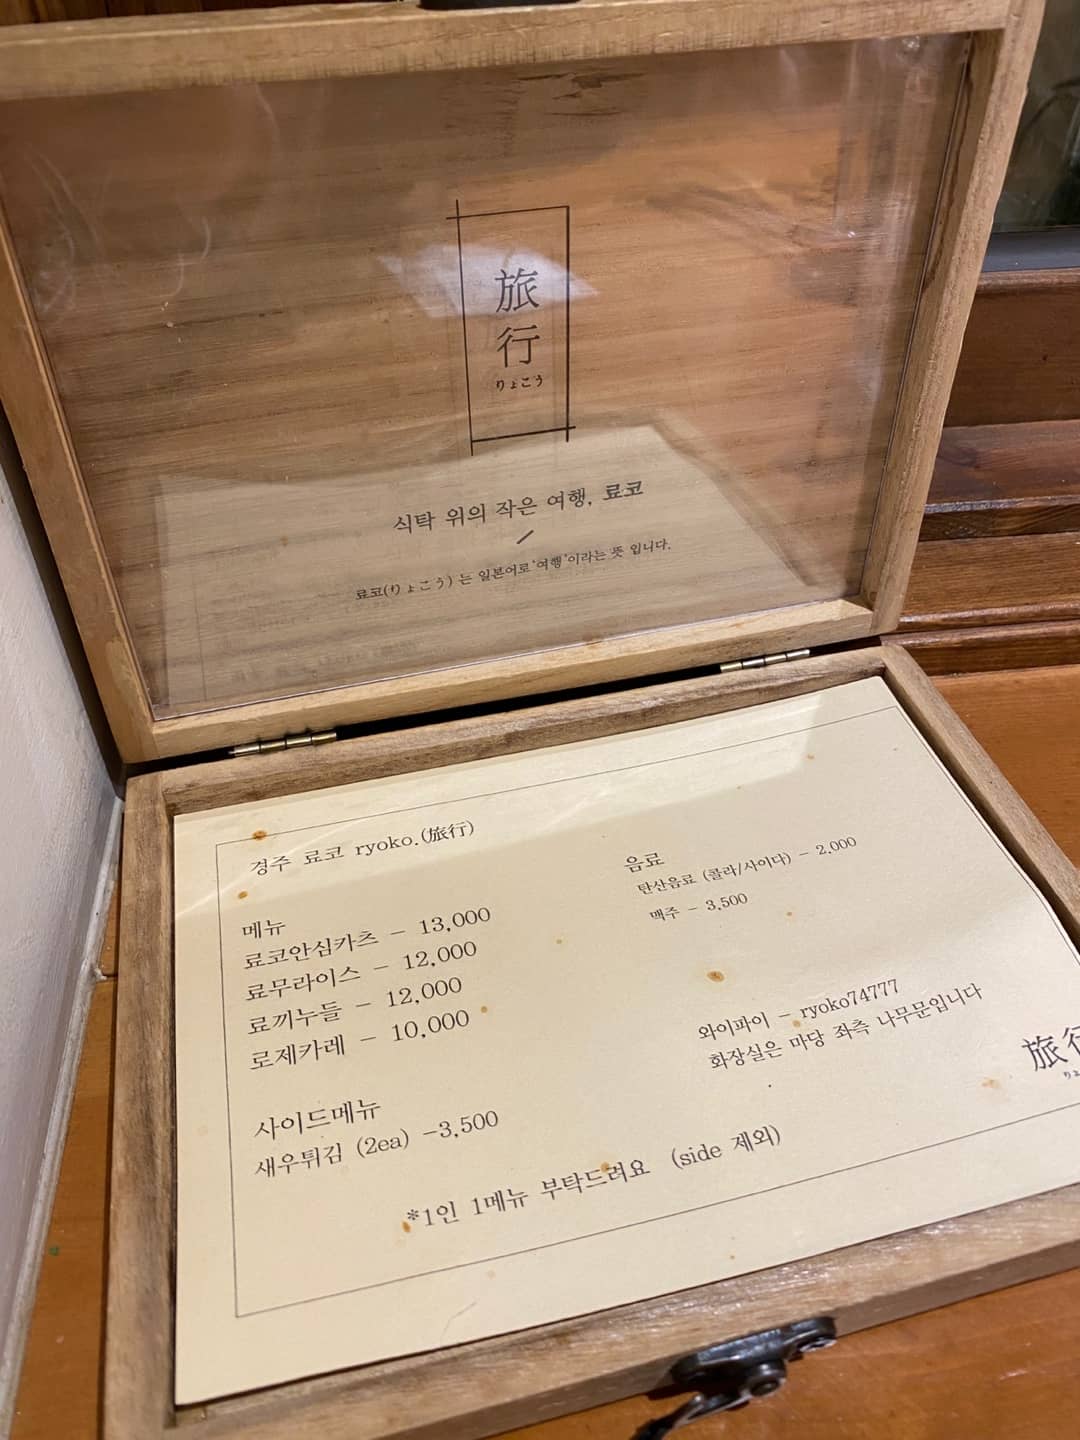 旅
行
りょこう
식탁 위의 작은 여행, 료코
료코(りょこう) 는 일본어로 '여행'이라는 뜻 입니다.
경주 료코 ryoko.(旅行)
메뉴
료코안심카츠 - 13,000
료무라이스 - 12,000
료끼누들 - 12,000
로제카레 - 10,000
사이드메뉴
새우튀김 (2ea) -3,500
음료
탄산음료 (콜라/사이다) - 2,000
맥주 - 3,500
와이파이 - ryoko74777
화장실은 마당 좌측 나무문입니다
旅行
*1인 1메뉴 부탁드려요 (side 제외)